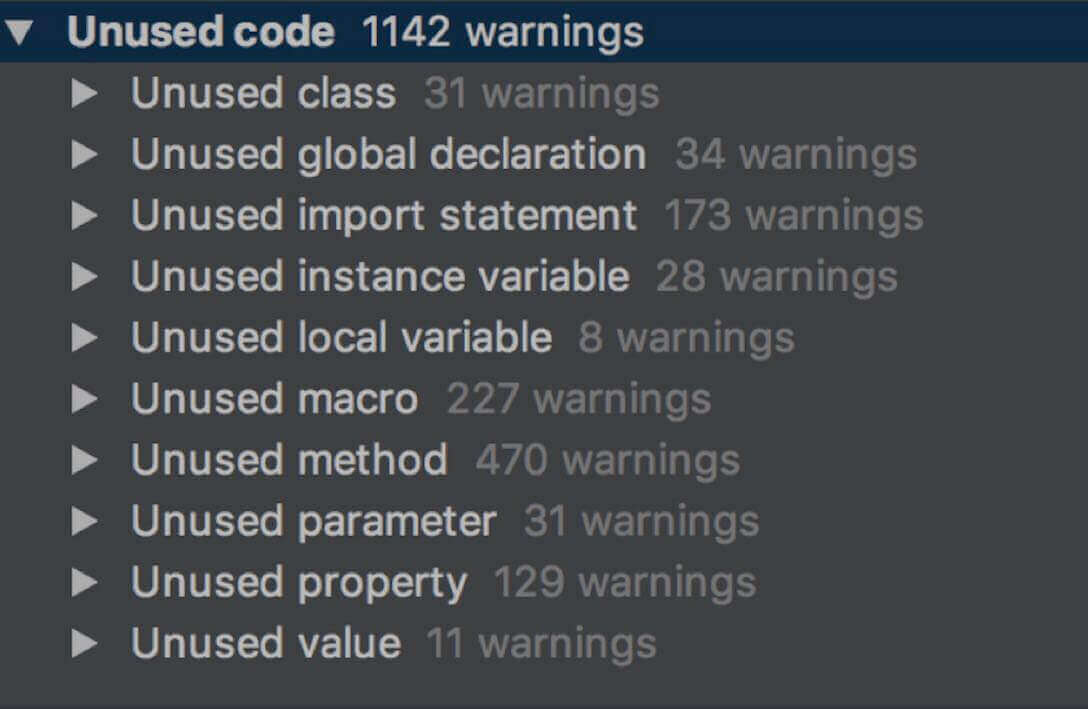 Unused code 1142 warnings
Unused class 31 warnings
Unused global declaration 34 warnings
Unused import statement 173 warnings
Unused instance variable 28 warnings
Unused local variable 8 warnings
Unused macro 227 warnings
Unused method 470 warnings
Unused parameter 31 warnings
Unused property 129 warnings
Unused value 11 warnings